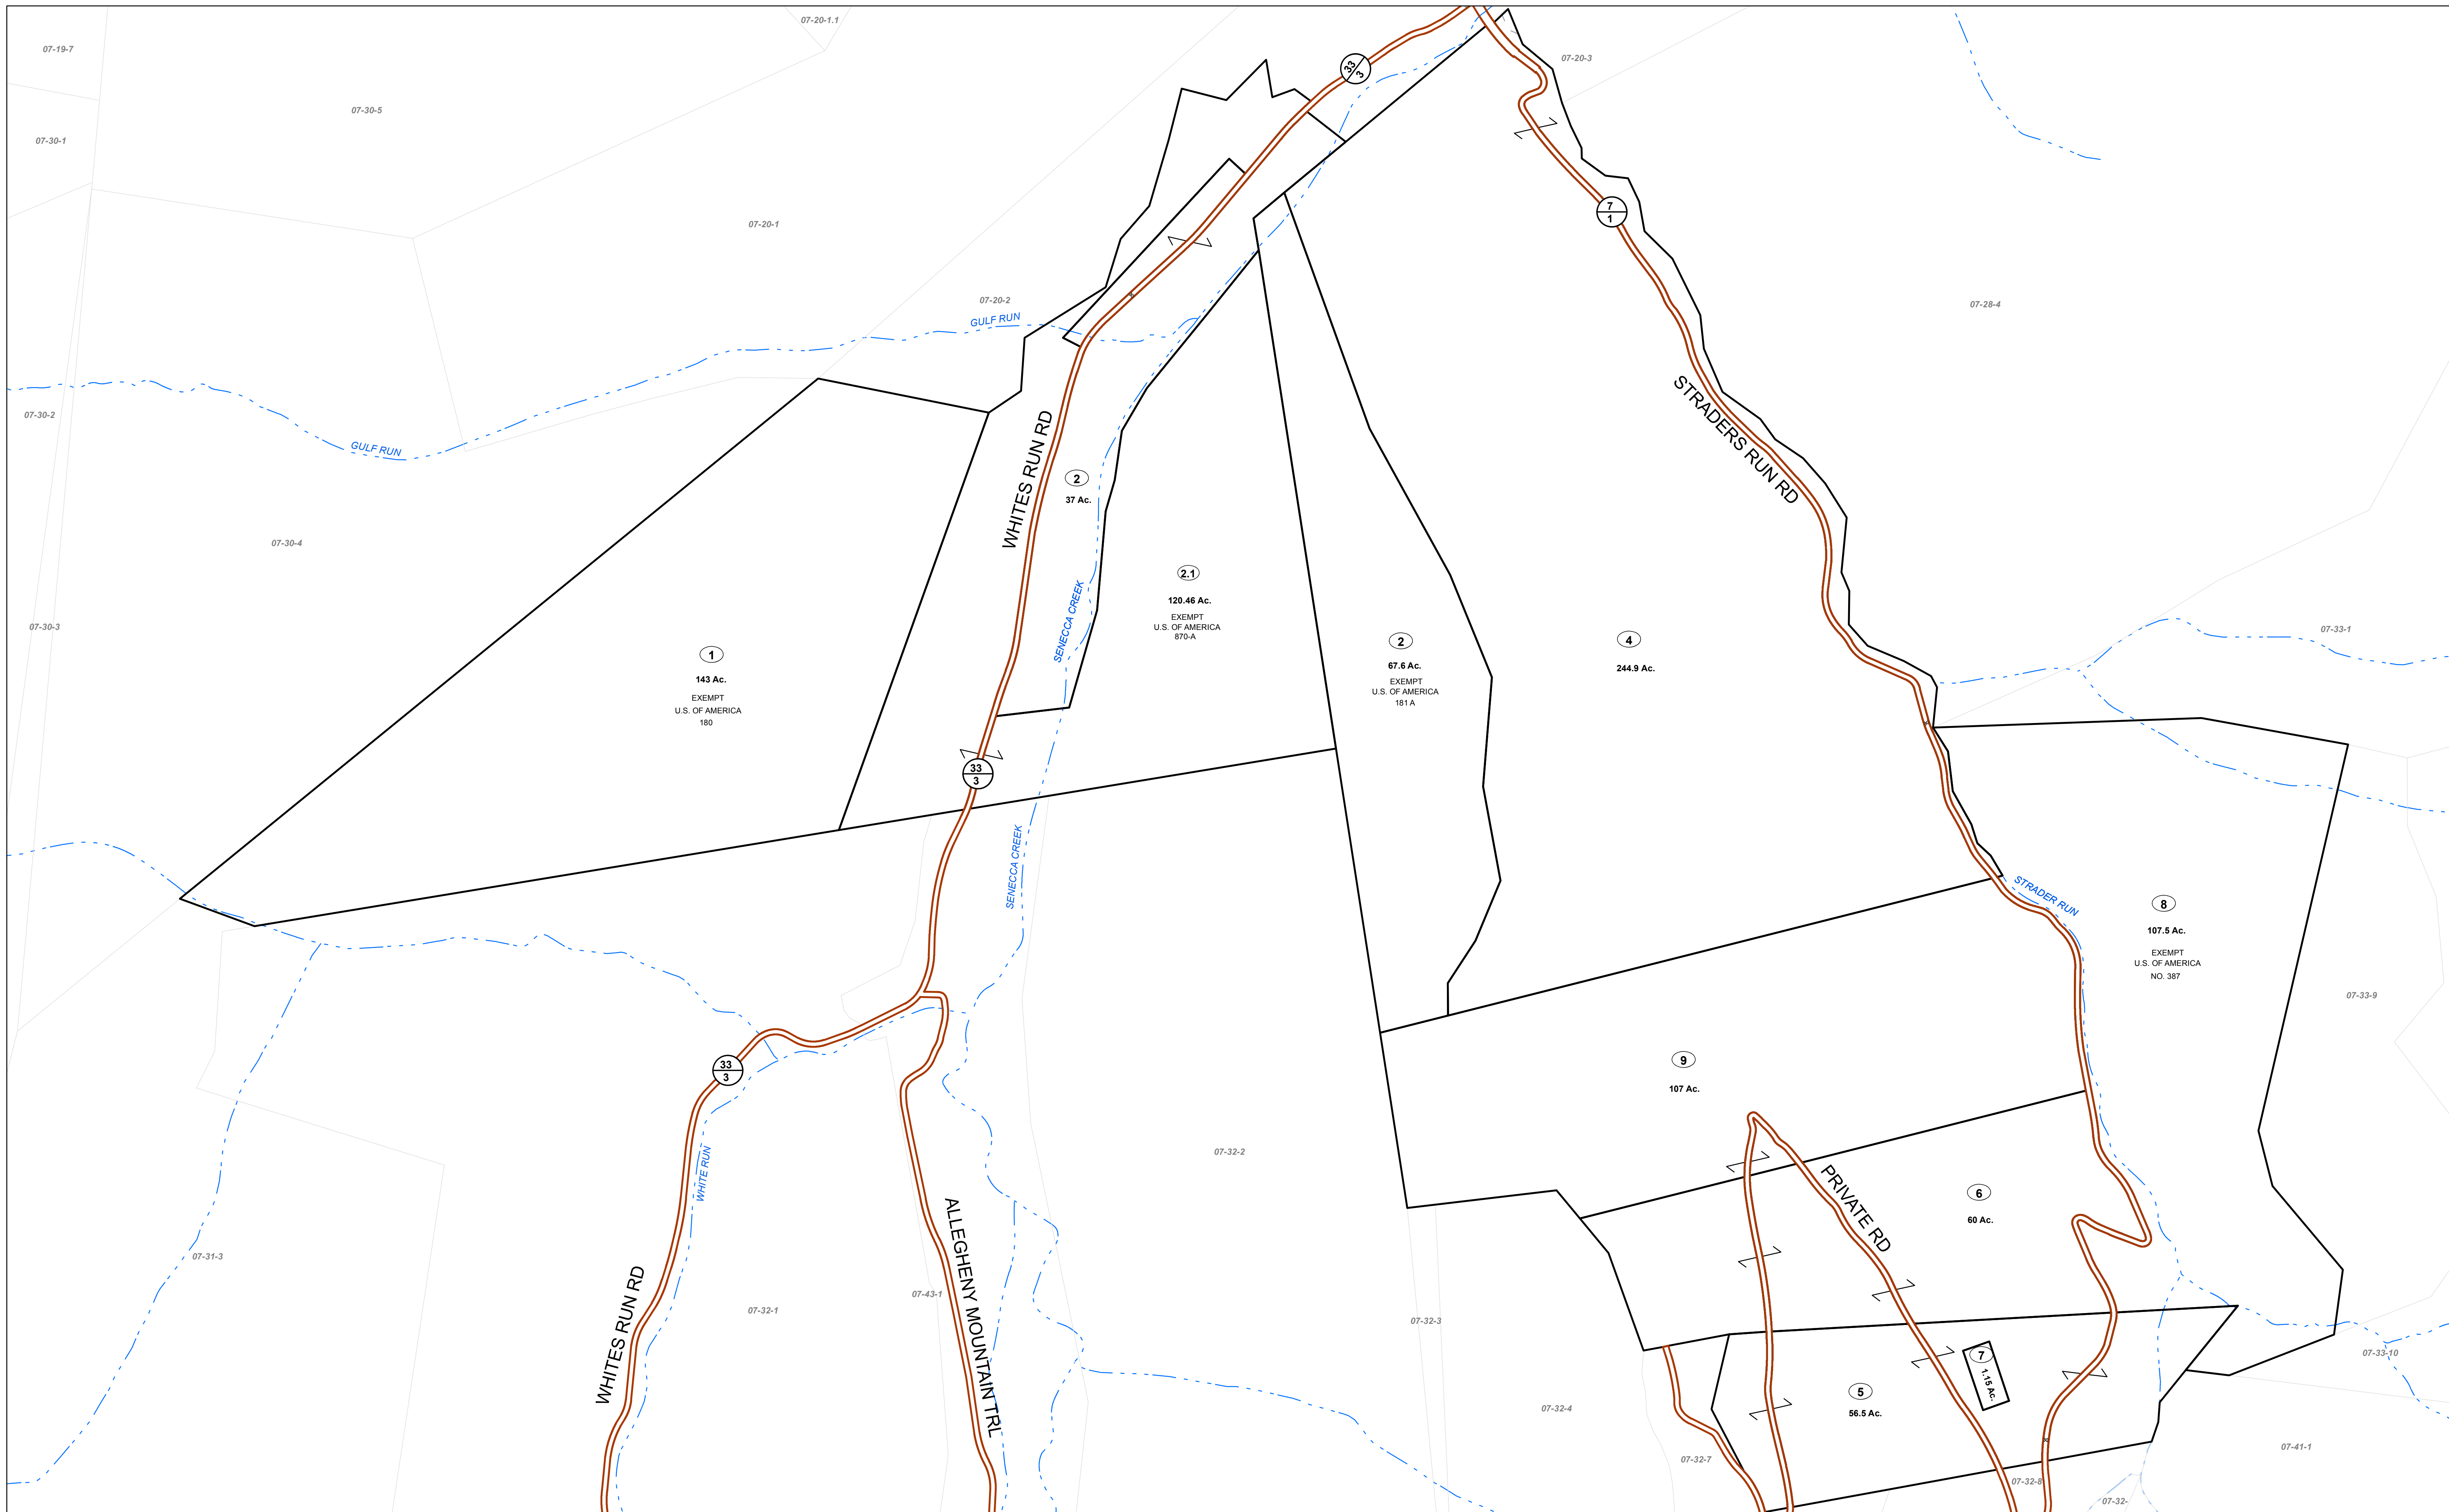 07-20-1.1
07-19-7
07-20-3
33
3
07-30-5
07-30-1
7
1
07-20-1
07-20-2
07-28-4
GULF RUN
07-30-2
GULF RUN
STRADERS RUN RD
WHITES RUN RD
2
37 Ac.
07-30-4
2.1
120.46 Ac.
EXEMPT
U.S. OF AMERICA
870-A
SENECCA CREEK
07-30-3
07-33-1
1
143 Ac.
EXEMPT
U.S. OF AMERICA
180
2
67.6 Ac.
EXEMPT
U.S. OF AMERICA
181 A
4
244.9 Ac.
33
3
SENECCA CREEK
STRADER RUN
8
107.5 Ac.
EXEMPT
U.S. OF AMERICA
NO. 387
07-33-9
9
107 Ac.
33
3
07-32-2
WHITE RUN
PRIVATE RD
6
60 Ac.
07-31-3
07-43-1
ALLEGHENY MOUNTAIN TRL
07-32-1
WHITES RUN RD
07-32-3
7
1.15 Ac.
07-33-10
5
56.5 Ac.
07-32-4
07-41-1
07-32-7
07-32-8
07-32-